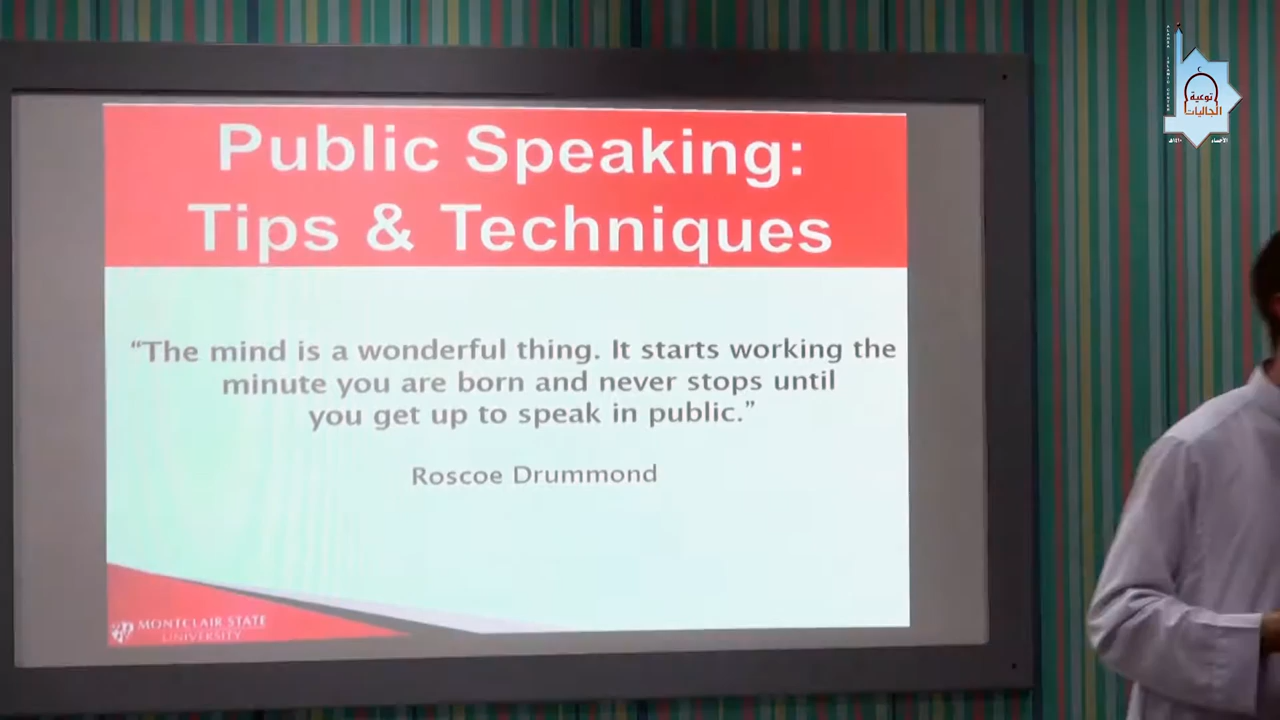 Public Speaking:
Tips & Techniques
“The mind is a wonderful thing. It starts working the
minute you are born and never stops until
you get up to speak in public.”
Roscoe Drummond
MONTCLAIR STATE
UNIVERSITY
توعية
الجاليات
الأحساء